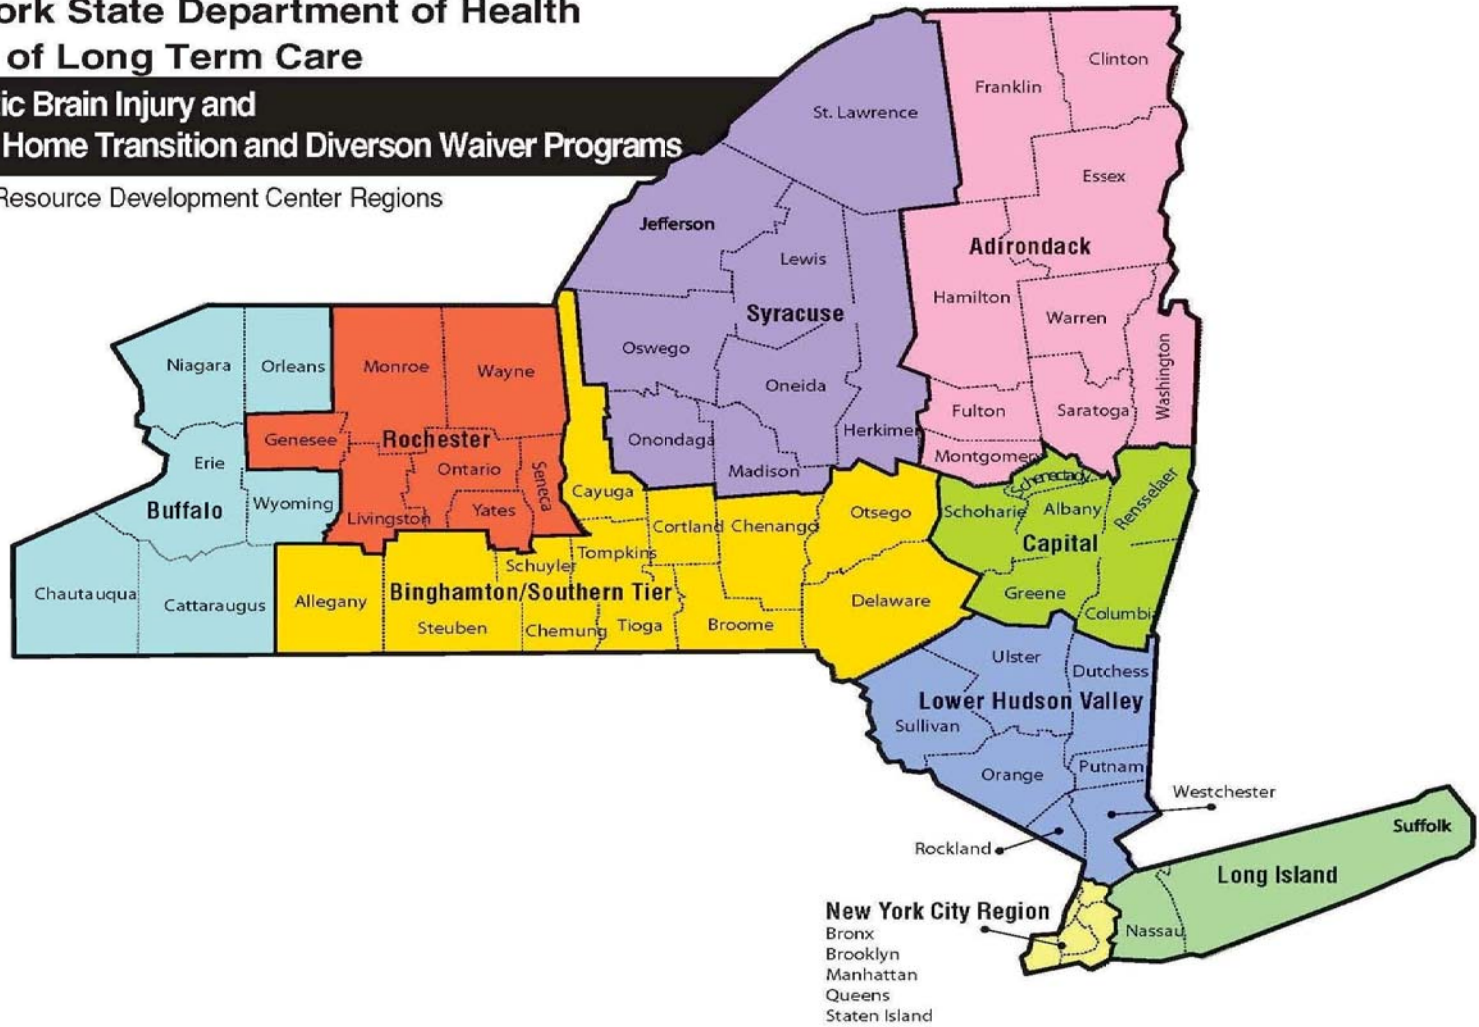 ork State Department of Health
of Long Term Care
ic Brain Injury and
Home Transition and Diverson Waiver Programs
Resource Development Center Regions
Clinton
Franklin
St. Lawrence
Essex
Jefferson
Adirondack
Lewis
Hamilton
Syracuse
Warren
Oswego
Washington
Niagara
Orleans
Monroe
Wayne
Oneida
Fulton
Saratoga
Herkimer
Onondaga
Genesee
Rochester
Montgomer
Erie
Ontario
Seneca
Madison
Schenectady
Rensselaer
Cayuga
Wyoming
Buffalo
Livingston
Yates
Cortland
Chenango
Otsego
Schoharie
Albany
Capital
Tompkins
Schuyler
Chautauqua
Cattaraugus
Allegany
Binghamton/Southern Tier
Delaware
Greene
Columbi
Steuben
Chemung
Tioga
Broome
Ulster
Dutchess
Lower Hudson Valley
Sullivan
Orange
Putnam
Westchester
Rockland
Suffolk
Long Island
Nassau
New York City Region
Bronx
Brooklyn
Manhattan
Queens
Staten Island